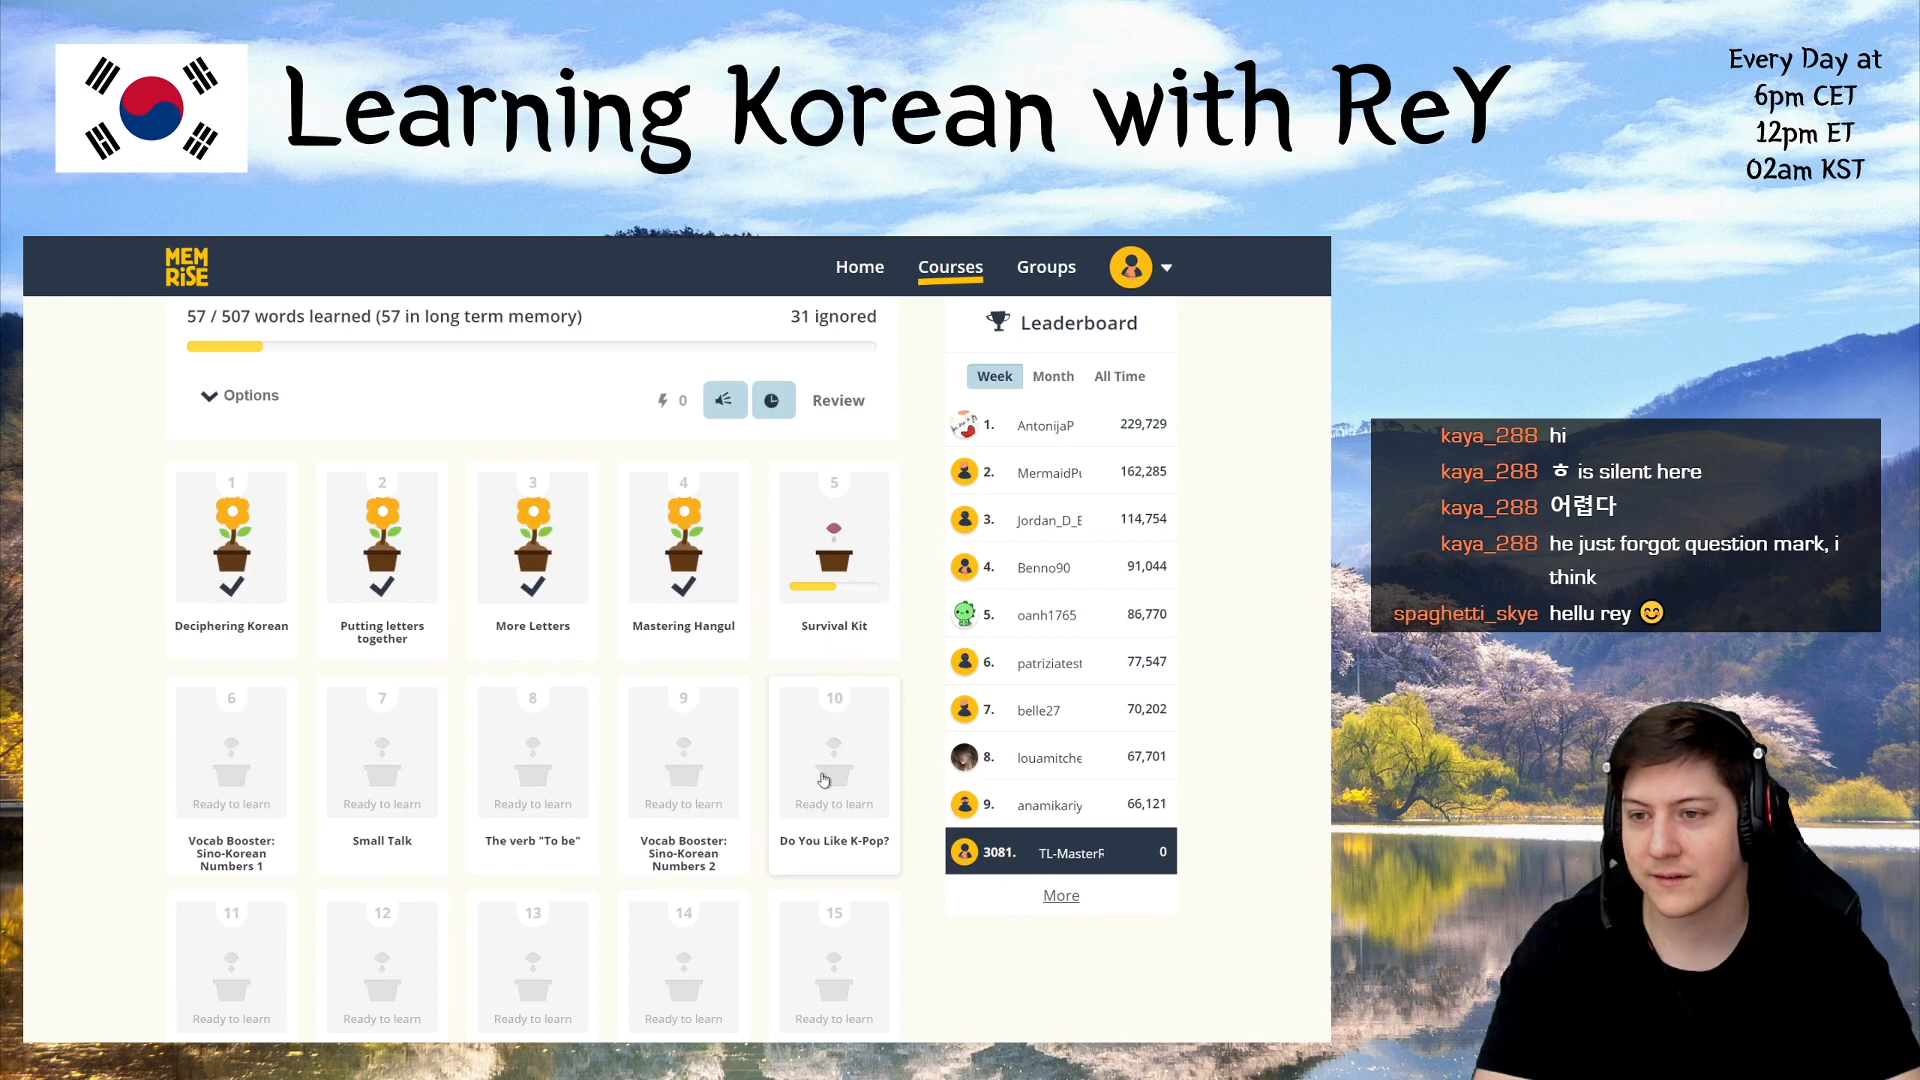 Learning Korean with ReY
Every Day at
6pm CET
12pm ET
02am KST
MEM
RiSE
Home
Courses
Groups
57 / 507 words learned (57 in long term memory)
31 ignored
Options
0
Review
1
Deciphering Korean
2
Putting letters
together
3
More Letters
4
Mastering Hangul
5
Survival Kit
6
Ready to learn
Vocab Booster:
Sino-Korean
Numbers 1
7
Ready to learn
Small Talk
8
Ready to learn
The verb "To be"
9
Ready to learn
Vocab Booster:
Sino-Korean
Numbers 2
10
Ready to learn
Do You Like K-Pop?
11
Ready to learn
12
Ready to learn
13
Ready to learn
14
Ready to learn
15
Ready to learn
Leaderboard
Week Month All Time
1. AntonijaP 229,729
2. MermaidPu 162,285
3. Jordan_D_E 114,754
4. Benno90 91,044
5. oanh1765 86,770
6. patriziatest 77,547
7. belle27 70,202
8. louamitche 67,701
9. anamikariy 66,121
3081. TL-MasterR 0
More
kaya_288 hi
kaya_288 ㅎ is silent here
kaya_288 어렵다
kaya_288 he just forgot question mark, i
think
spaghetti_skye hellu rey 😊